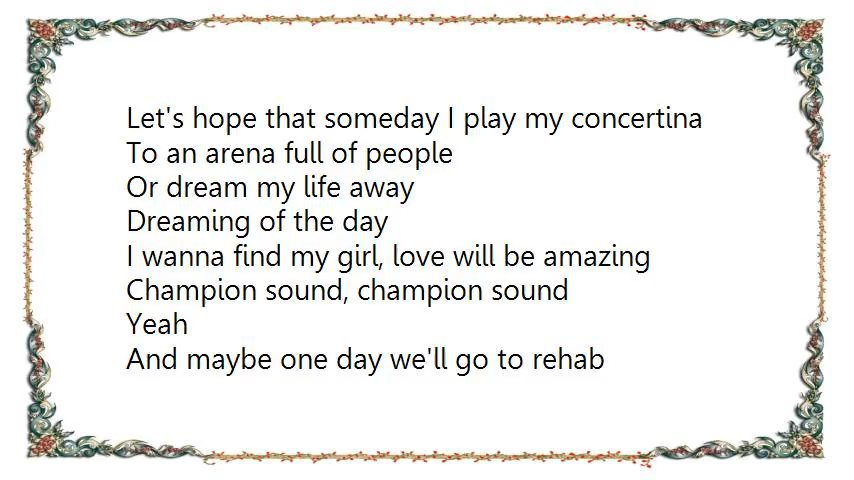 Let's hope that someday I play my concertina
To an arena full of people
Or dream my life away
Dreaming of the day
I wanna find my girl, love will be amazing
Champion sound, champion sound
Yeah
And maybe one day we'll go to rehab